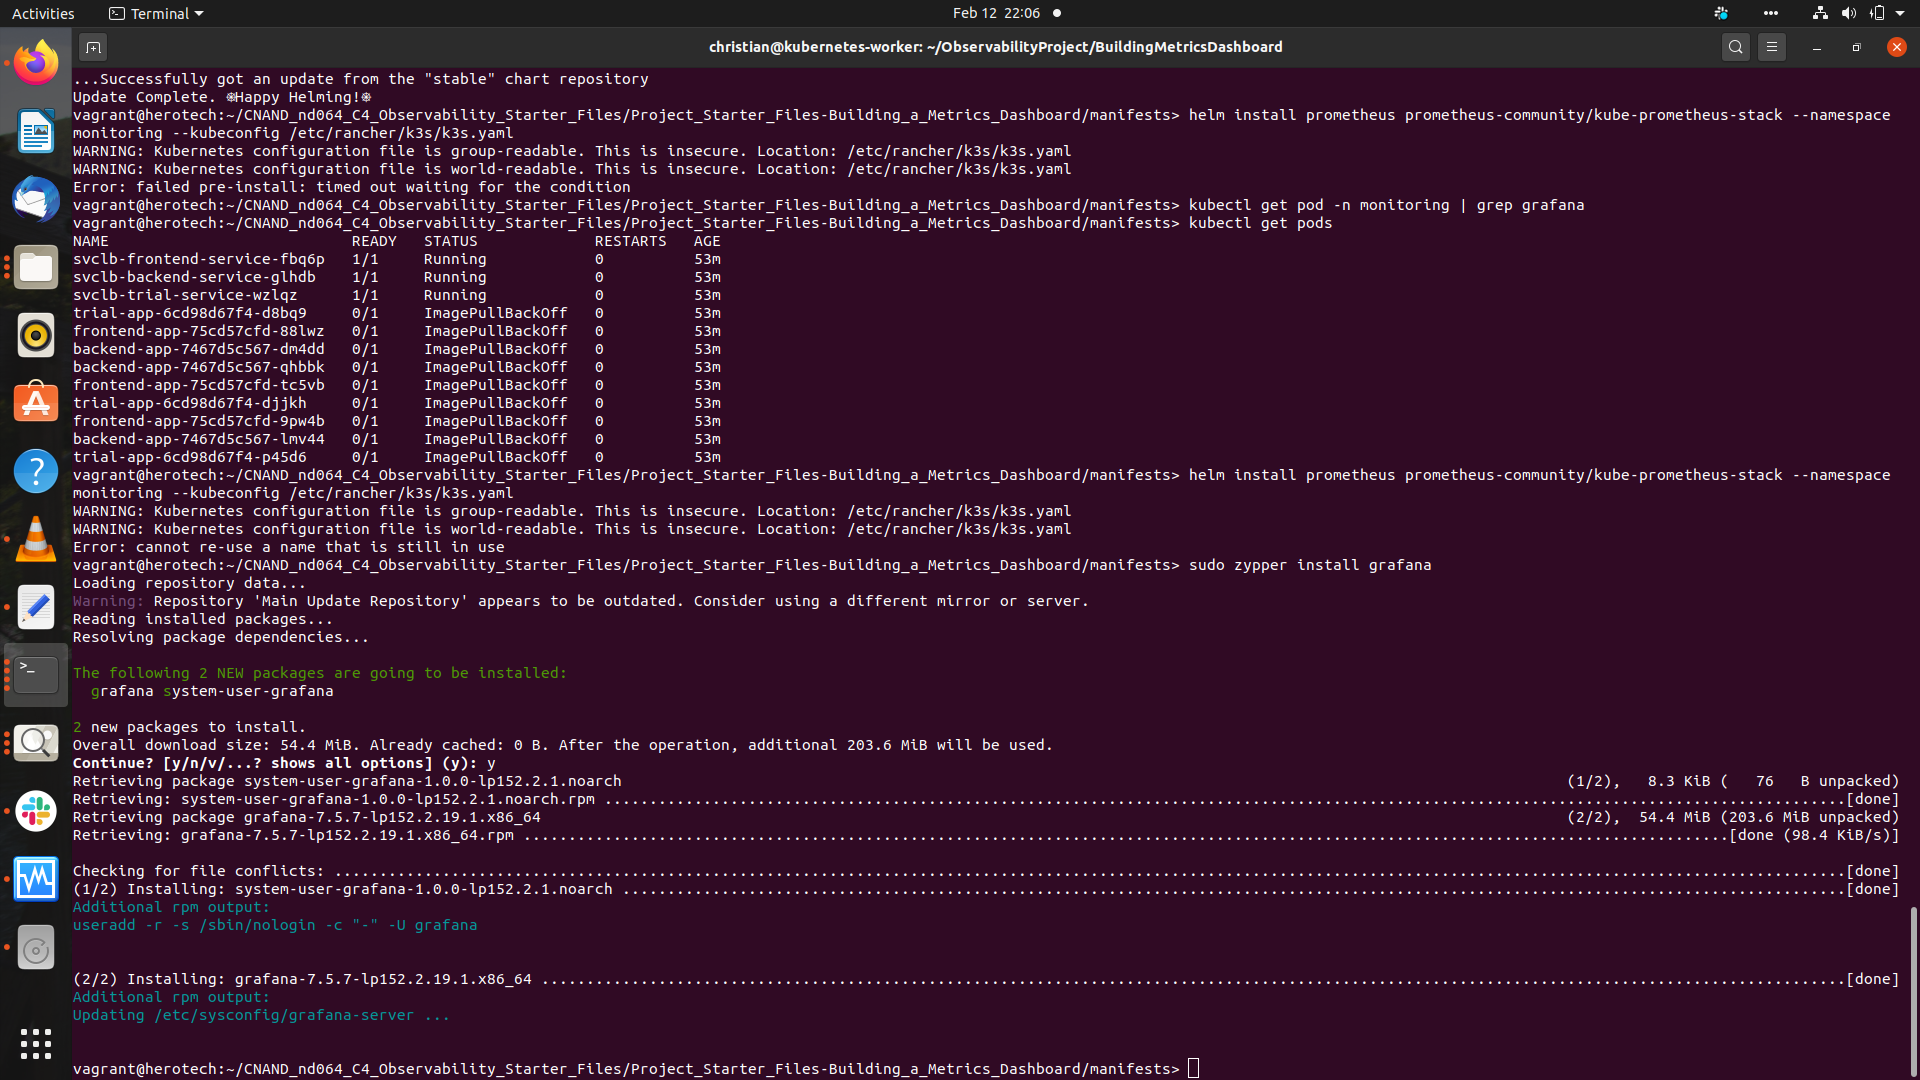 Activities
Terminal
Feb 12 22:06
christian@kubernetes-worker: ~/ObservabilityProject/BuildingMetricsDashboard
...Successfully got an update from the "stable" chart repository
Update Complete. ⎈Happy Helming!⎈
vagrant@herotech:~/CNAND_nd064_C4_Observability_Starter_Files/Project_Starter_Files-Building_a_Metrics_Dashboard/manifests> helm install prometheus prometheus-community/kube-prometheus-stack --namespace
monitoring --kubeconfig /etc/rancher/k3s/k3s.yaml
WARNING: Kubernetes configuration file is group-readable. This is insecure. Location: /etc/rancher/k3s/k3s.yaml
WARNING: Kubernetes configuration file is world-readable. This is insecure. Location: /etc/rancher/k3s/k3s.yaml
Error: failed pre-install: timed out waiting for the condition
vagrant@herotech:~/CNAND_nd064_C4_Observability_Starter_Files/Project_Starter_Files-Building_a_Metrics_Dashboard/manifests> kubectl get pod -n monitoring | grep grafana
vagrant@herotech:~/CNAND_nd064_C4_Observability_Starter_Files/Project_Starter_Files-Building_a_Metrics_Dashboard/manifests> kubectl get pods
NAME READY STATUS RESTARTS AGE
svclb-frontend-service-fbq6p 1/1 Running 0 53m
svclb-backend-service-glhdb 1/1 Running 0 53m
svclb-trial-service-wzlqz 1/1 Running 0 53m
trial-app-6cd98d67f4-d8bq9 0/1 ImagePullBackOff 0 53m
frontend-app-75cd57cfd-88lwz 0/1 ImagePullBackOff 0 53m
backend-app-7467d5c567-dm4dd 0/1 ImagePullBackOff 0 53m
backend-app-7467d5c567-qhbbk 0/1 ImagePullBackOff 0 53m
frontend-app-75cd57cfd-tc5vb 0/1 ImagePullBackOff 0 53m
trial-app-6cd98d67f4-djjkh 0/1 ImagePullBackOff 0 53m
frontend-app-75cd57cfd-9pw4b 0/1 ImagePullBackOff 0 53m
backend-app-7467d5c567-lmv44 0/1 ImagePullBackOff 0 53m
trial-app-6cd98d67f4-p45d6 0/1 ImagePullBackOff 0 53m
vagrant@herotech:~/CNAND_nd064_C4_Observability_Starter_Files/Project_Starter_Files-Building_a_Metrics_Dashboard/manifests> helm install prometheus prometheus-community/kube-prometheus-stack --namespace
monitoring --kubeconfig /etc/rancher/k3s/k3s.yaml
WARNING: Kubernetes configuration file is group-readable. This is insecure. Location: /etc/rancher/k3s/k3s.yaml
WARNING: Kubernetes configuration file is world-readable. This is insecure. Location: /etc/rancher/k3s/k3s.yaml
Error: cannot re-use a name that is still in use
vagrant@herotech:~/CNAND_nd064_C4_Observability_Starter_Files/Project_Starter_Files-Building_a_Metrics_Dashboard/manifests> sudo zypper install grafana
Loading repository data...
Warning: Repository 'Main Update Repository' appears to be outdated. Consider using a different mirror or server.
Reading installed packages...
Resolving package dependencies...
The following 2 NEW packages are going to be installed:
grafana system-user-grafana
2 new packages to install.
Overall download size: 54.4 MiB. Already cached: 0 B. After the operation, additional 203.6 MiB will be used.
Continue? [y/n/v/...? shows all options] (y): y
Retrieving package system-user-grafana-1.0.0-lp152.2.1.noarch (1/2), 8.3 KiB ( 76 B unpacked)
Retrieving: system-user-grafana-1.0.0-lp152.2.1.noarch.rpm ...[done]
Retrieving package grafana-7.5.7-lp152.2.19.1.x86_64 (2/2), 54.4 MiB (203.6 MiB unpacked)
Retrieving: grafana-7.5.7-lp152.2.19.1.x86_64.rpm ...[done (98.4 KiB/s)]
Checking for file conflicts: ...[done]
(1/2) Installing: system-user-grafana-1.0.0-lp152.2.1.noarch ...[done]
Additional rpm output:
useradd -r -s /sbin/nologin -c "-" -U grafana
(2/2) Installing: grafana-7.5.7-lp152.2.19.1.x86_64 ...[done]
Additional rpm output:
Updating /etc/sysconfig/grafana-server ...
vagrant@herotech:~/CNAND_nd064_C4_Observability_Starter_Files/Project_Starter_Files-Building_a_Metrics_Dashboard/manifests>